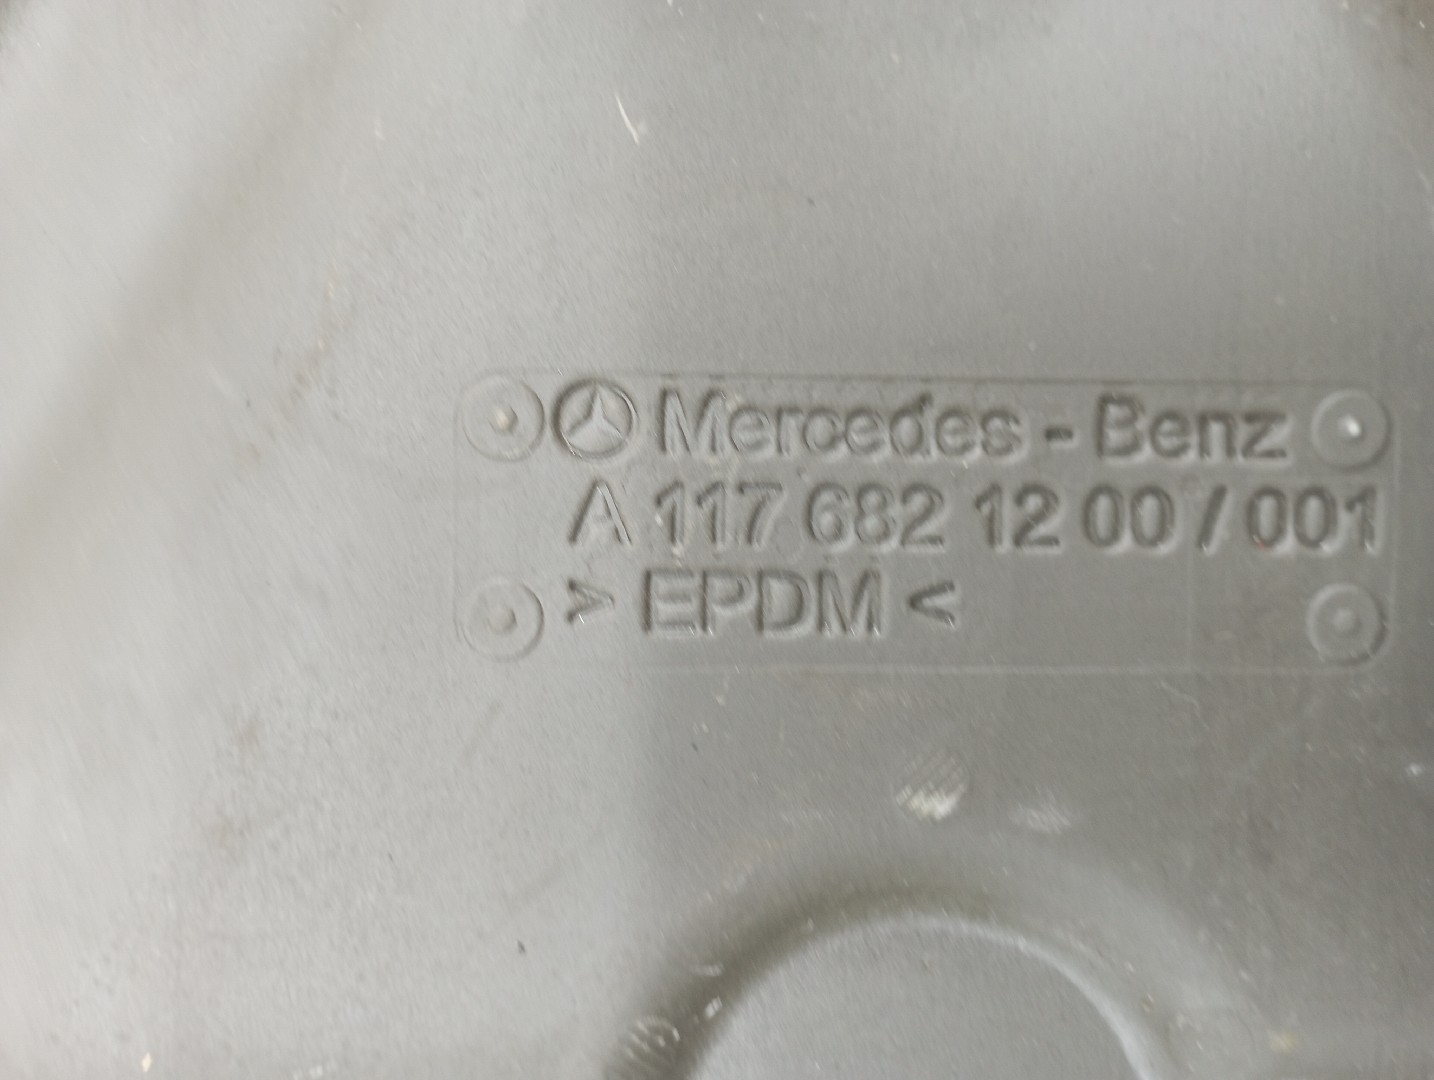 Mercedes - Benz
A 117 682 12 00 / 001
> EPDM <